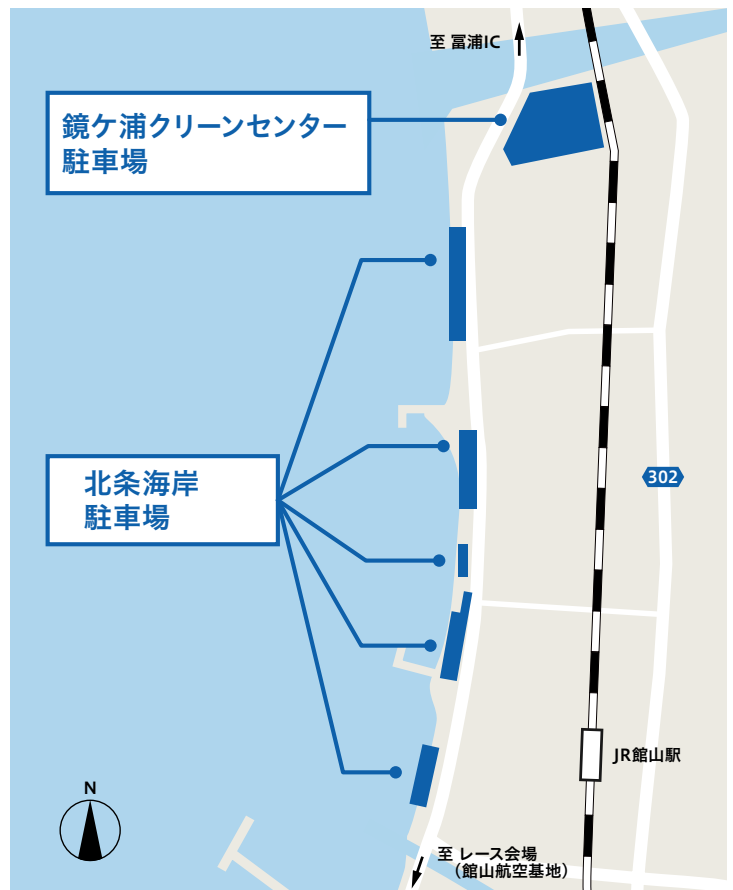 至 冨浦IC
鏡ケ浦クリーンセンター
駐車場
北条海岸
駐車場
302
JR館山駅
N
至 レース会場
（館山航空基地）